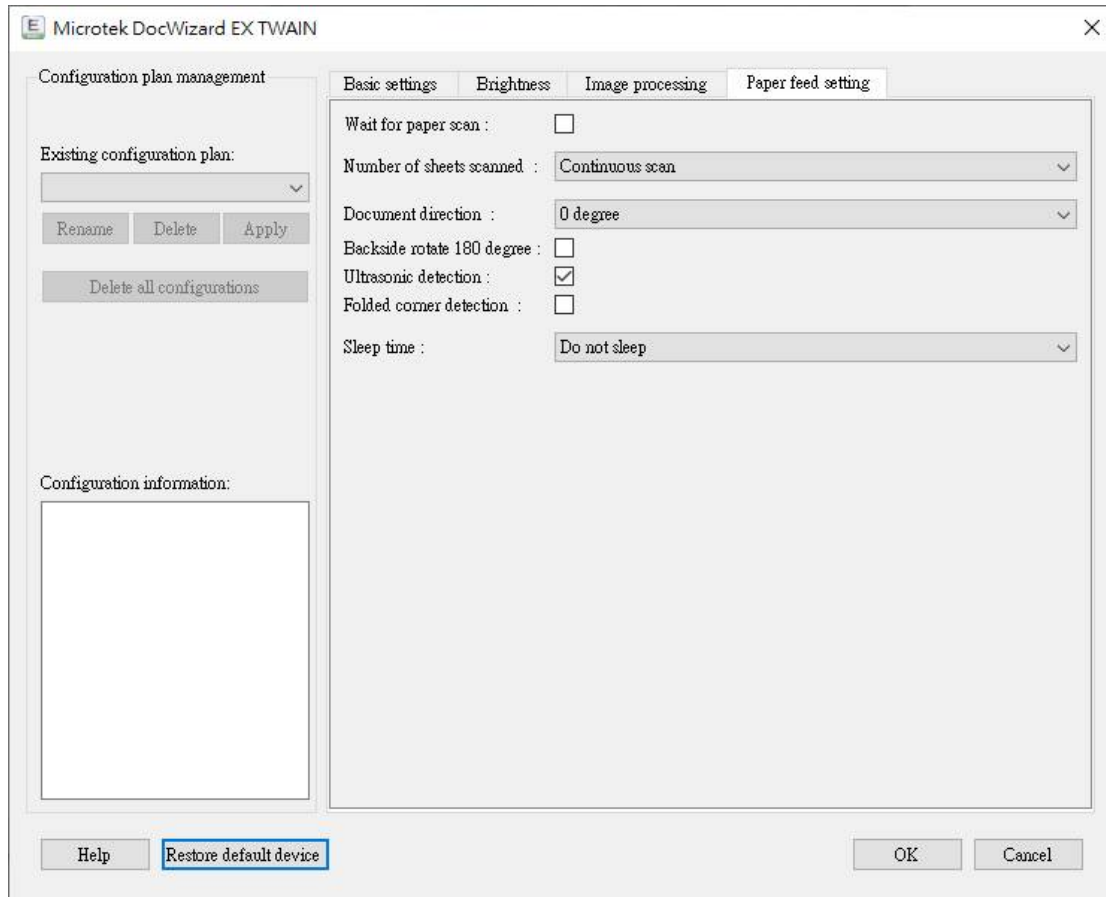 E Microtek DocWizard EX TWAIN
Configuration plan management
Existing configuration plan:
Rename Delete Apply
Delete all configurations
Configuration information:
Basic settings Brightness Image processing Paper feed setting
Wait for paper scan :
Number of sheets scanned : Continuous scan
Document direction : 0 degree
Backside rotate 180 degree :
Ultrasonic detection :
Folded corner detection :
Sleep time : Do not sleep
Help Restore default device OK Cancel